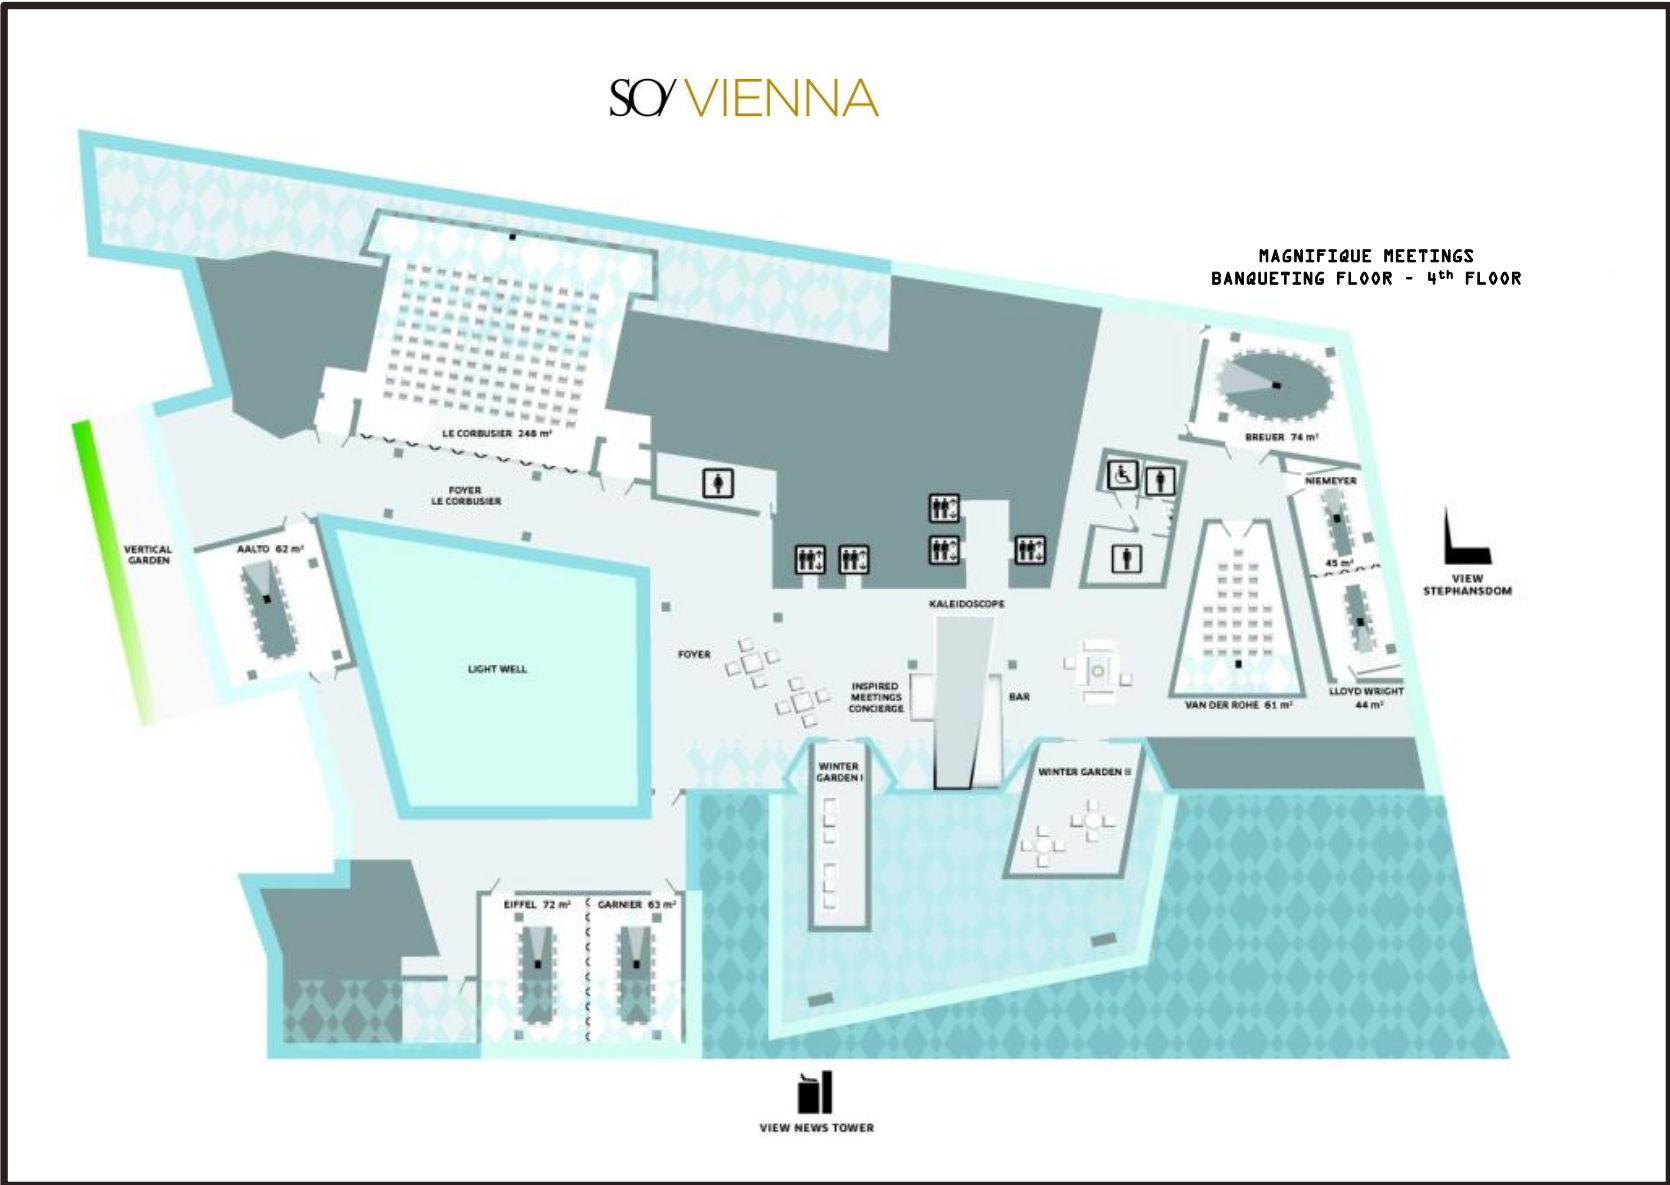 SO/ VIENNA
MAGNIFIQUE MEETINGS
BANQUETING FLOOR - 4th FLOOR
LE CORBUSIER 248 m²
BREUER 74 m²
NIEMEYER
FOYER
LE CORBUSIER
VERTICAL
GARDEN
AALTO 62 m²
45 m²
VIEW
STEPHANSDOM
KALEIDOSCOPE
LIGHT WELL
FOYER
INSPIRED
MEETINGS
CONCIERGE
BAR
VAN DER ROHE 61 m²
LLOYD WRIGHT
44 m²
WINTER
GARDEN I
WINTER GARDEN II
EIFFEL 72 m²
GARNIER 63 m²
VIEW NEWS TOWER